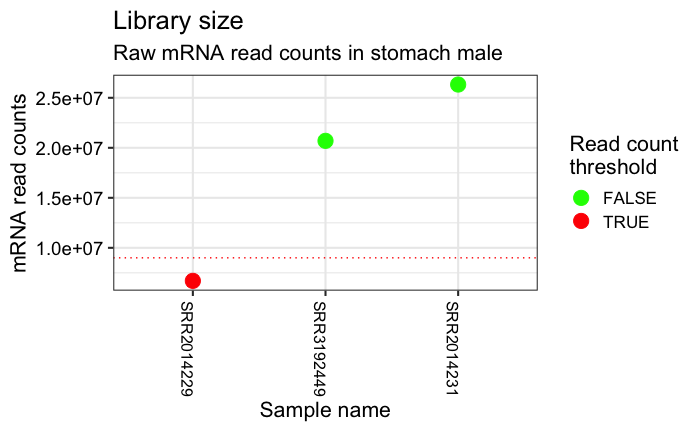 Library size
Raw mRNA read counts in stomach male
mRNA read counts
2.5e+07
2.0e+07
1.5e+07
1.0e+07
SRR2014229
SRR3192449
SRR2014231
Sample name
Read count
threshold
FALSE
TRUE